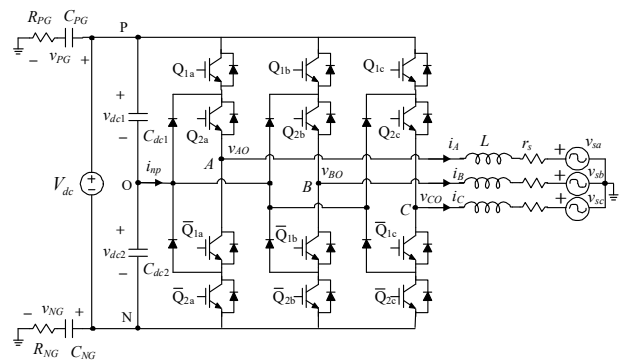 R_PG C_PG P
− v_PG +
Q_1a Q_1b Q_1c
+ v_dc1 − C_dc1
Q_2a Q_2b Q_2c
v_AO i_A L r_s + v_sa
A
V_dc + − O i_np
v_BO i_B + v_sb
B
v_CO i_C + v_sc
C
+ v_dc2 − C_dc2
Q̅_1a Q̅_1b Q̅_1c
Q̅_2a Q̅_2b Q̅_2c
− v_NG + N
R_NG C_NG